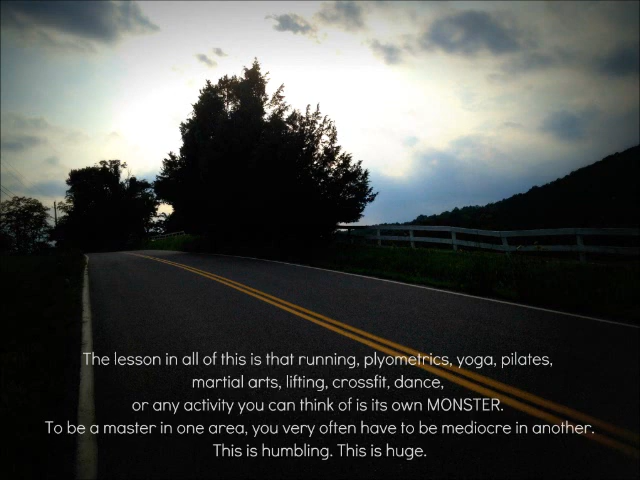 The lesson in all of this is that running, plyometrics, yoga, pilates,
martial arts, lifting, crossfit, dance,
or any activity you can think of is its own MONSTER.
To be a master in one area, you very often have to be mediocre in another.
This is humbling. This is huge.